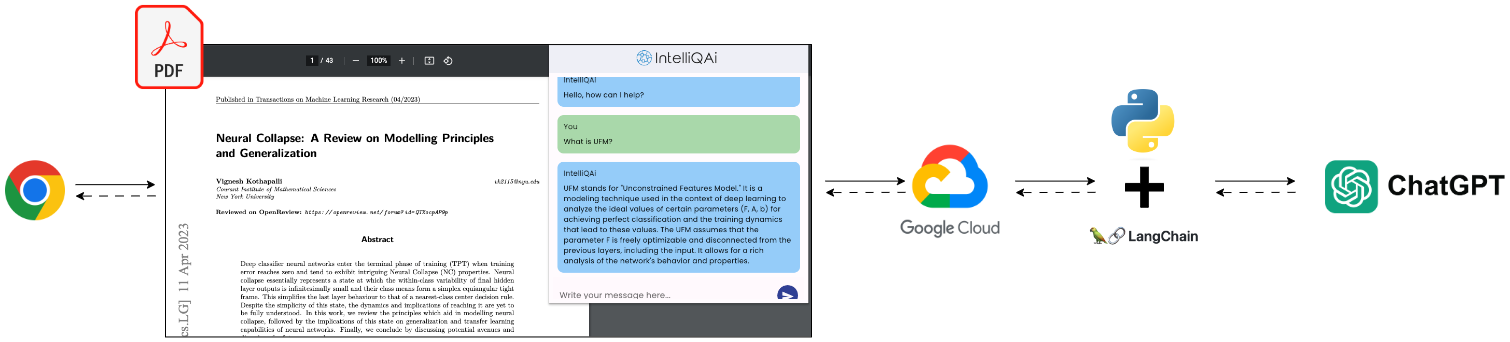 PDF
1 / 43
100%
IntelliQAi
IntelliQAi
Hello, how can I help?
You
What is UFM?
IntelliQAi
UFM stands for "Unconstrained Features Model." It is a
modeling technique used in the context of deep learning to
analyze the ideal values of certain parameters (F, A, b) for
achieving perfect classification and the training dynamics
that lead to these values. The UFM assumes that the
parameter F is freely optimizable and disconnected from the
previous layers, including the input. It allows for a rich
analysis of the network's behavior and properties.
Write your message here...
Published in Transactions on Machine Learning Research (04/2023)
Neural Collapse: A Review on Modelling Principles
and Generalization
Vignesh Kothapalli
vk2115@nyu.edu
Courant Institute of Mathematical Sciences
New York University
Reviewed on OpenReview:
Abstract
Deep classifier neural networks enter the terminal phase of training (TPT) when training
error reaches zero and tend to exhibit intriguing Neural Collapse (NC) properties. Neural
collapse essentially represents a state at which the within-class variability of final hidden
layer outputs is infinitesimally small and their class means form a simplex equiangular tight
frame. This simplifies the last layer behaviour to that of a nearest-class center decision rule.
Despite the simplicity of this state, the dynamics and implications of reaching it are yet to
be fully understood. In this work, we review the principles which aid in modelling neural
collapse, followed by the implications of this state on generalization and transfer learning
capabilities of neural networks. Finally, we conclude by discussing potential avenues and
cs.LG] 11 Apr 2023
Google Cloud
LangChain
ChatGPT